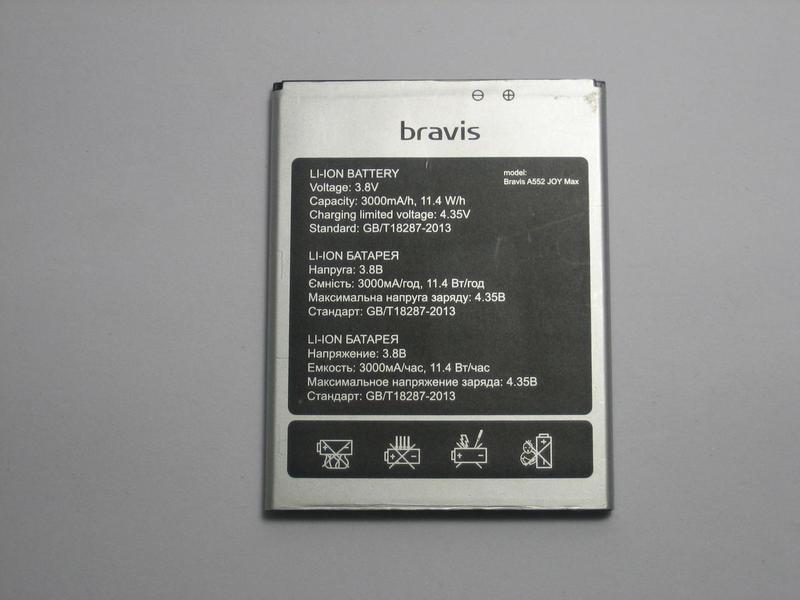 bravis
LI-ION BATTERY
Voltage: 3.8V
Capacity: 3000mA/h, 11.4 W/h
Charging limited voltage: 4.35V
Standard: GB/T18287-2013
model:
Bravis A552 JOY Max
LI-ION БАТАРЕЯ
Напруга: 3.8В
Ємність: 3000мА/год, 11.4 Вт/год
Максимальна напруга заряду: 4.35В
Стандарт: GB/T18287-2013
LI-ION БАТАРЕЯ
Напряжение: 3.8В
Емкость: 3000мА/час, 11.4 Вт/час
Максимальное напряжение заряда: 4.35В
Стандарт: GB/T18287-2013